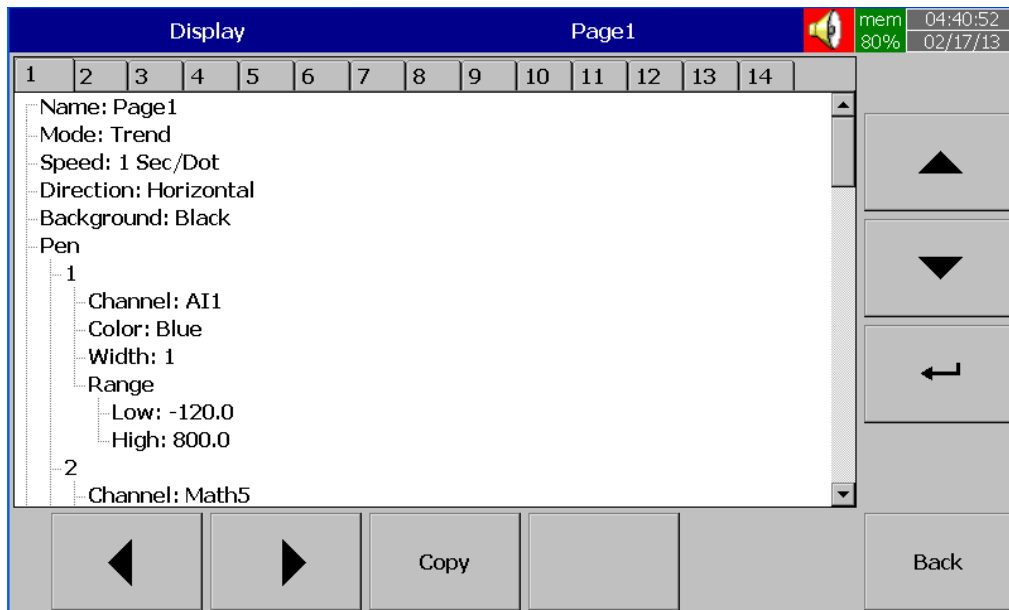 Display Page1 mem 04:40:52
80% 02/17/13
1 2 3 4 5 6 7 8 9 10 11 12 13 14
Name: Page1
Mode: Trend
Speed: 1 Sec/Dot
Direction: Horizontal
Background: Black
Pen
1
Channel: AI1
Color: Blue
Width: 1
Range
Low: -120.0
High: 800.0
2
Channel: Math5
Copy Back